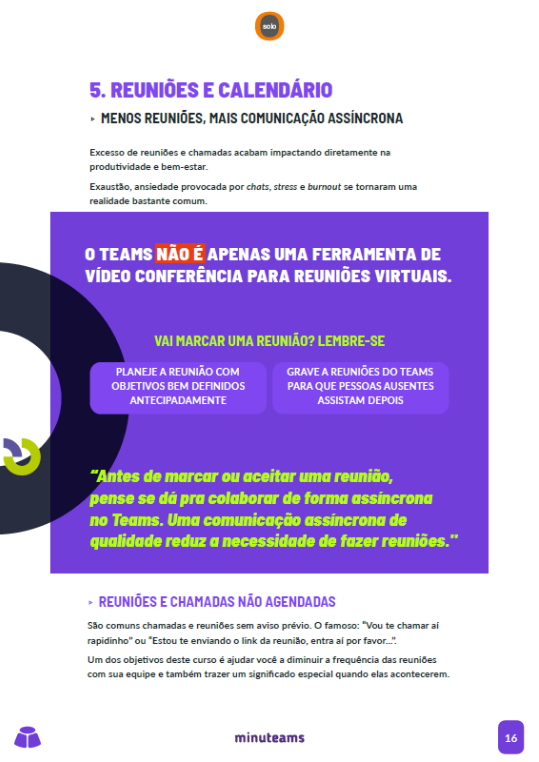 solo
5. REUNIÕES E CALENDÁRIO
▸ MENOS REUNIÕES, MAIS COMUNICAÇÃO ASSÍNCRONA
Excesso de reuniões e chamadas acabam impactando diretamente na
produtividade e bem-estar.
Exaustão, ansiedade provocada por chats, stress e burnout se tornaram uma
realidade bastante comum.
O TEAMS NÃO É APENAS UMA FERRAMENTA DE
VÍDEO CONFERÊNCIA PARA REUNIÕES VIRTUAIS.
VAI MARCAR UMA REUNIÃO? LEMBRE-SE
PLANEJE A REUNIÃO COM
OBJETIVOS BEM DEFINIDOS
ANTECIPADAMENTE
GRAVE A REUNIÕES DO TEAMS
PARA QUE PESSOAS AUSENTES
ASSISTAM DEPOIS
“Antes de marcar ou aceitar uma reunião,
pense se dá pra colaborar de forma assíncrona
no Teams. Uma comunicação assíncrona de
qualidade reduz a necessidade de fazer reuniões.”
▸ REUNIÕES E CHAMADAS NÃO AGENDADAS
São comuns chamadas e reuniões sem aviso prévio. O famoso: “Vou te chamar aí
rapidinho” ou “Estou te enviando o link da reunião, entra aí por favor...”.
Um dos objetivos deste curso é ajudar você a diminuir a frequência das reuniões
com sua equipe e também trazer um significado especial quando elas acontecerem.
minuteams
16